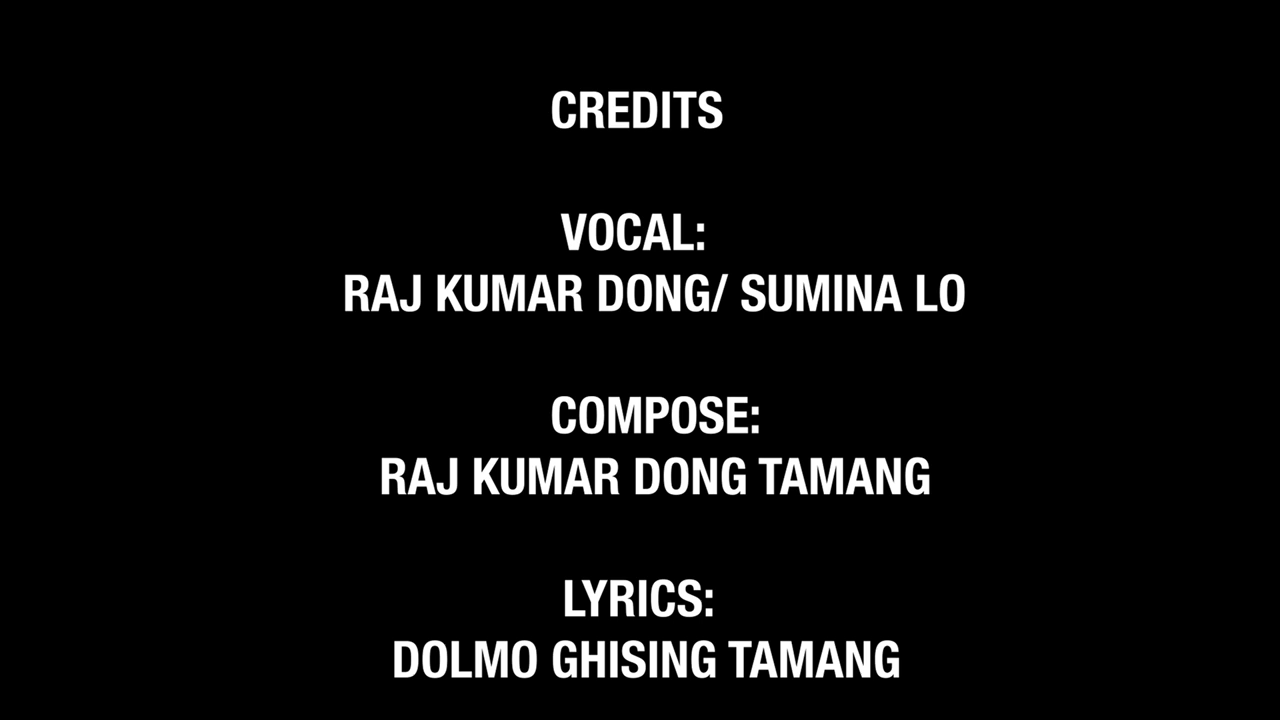 CREDITS
VOCAL:
RAJ KUMAR DONG/ SUMINA LO
COMPOSE:
RAJ KUMAR DONG TAMANG
LYRICS:
DOLMO GHISING TAMANG